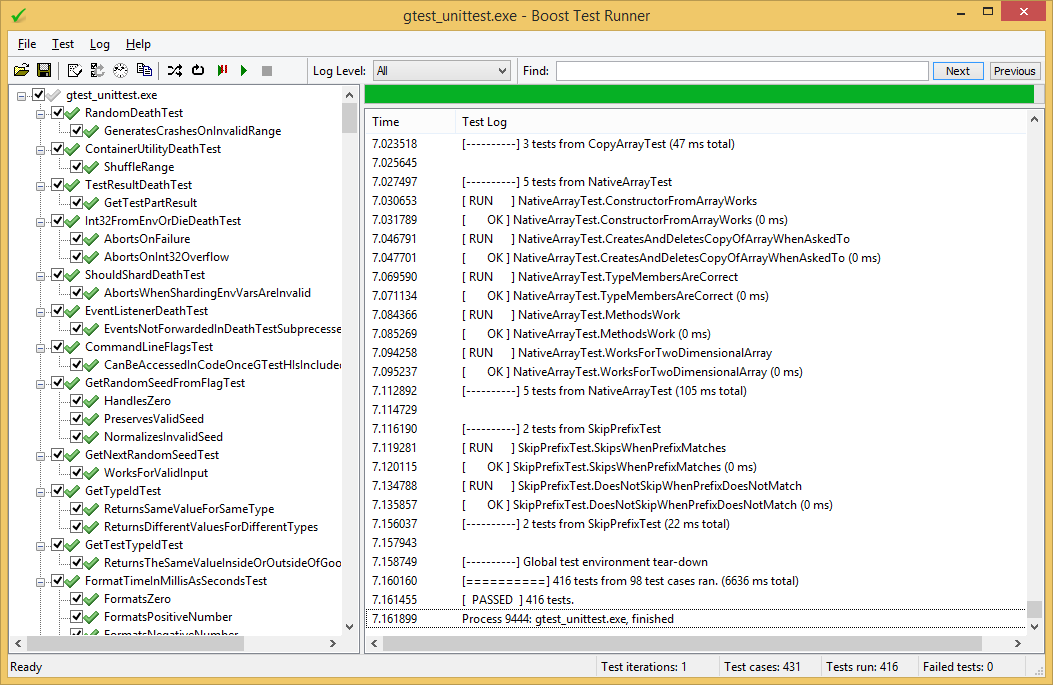 gtest_unittest.exe - Boost Test Runner
File Test Log Help
Log Level: All Find: Next Previous
gtest_unittest.exe
RandomDeathTest
GeneratesCrashesOnInvalidRange
ContainerUtilityDeathTest
ShuffleRange
TestResultDeathTest
GetTestPartResult
Int32FromEnvOrDieDeathTest
AbortsOnFailure
AbortsOnInt32Overflow
ShouldShardDeathTest
AbortsWhenShardingEnvVarsAreInvalid
EventListenerDeathTest
EventsNotForwardedInDeathTestSubprecesse
CommandLineFlagsTest
CanBeAccessedInCodeOnceGTestHIsInclude
GetRandomSeedFromFlagTest
HandlesZero
PreservesValidSeed
NormalizesInvalidSeed
GetNextRandomSeedTest
WorksForValidInput
GetTypeIdTest
ReturnsSameValueForSameType
ReturnsDifferentValuesForDifferentTypes
GetTestTypeIdTest
ReturnsTheSameValueInsideOrOutsideOfGoo
FormatTimeInMillisAsSecondsTest
FormatsZero
FormatsPositiveNumber
FormatsNegativeNumber
Time Test Log
7.023518 [----------] 3 tests from CopyArrayTest (47 ms total)
7.025645
7.027497 [----------] 5 tests from NativeArrayTest
7.030653 [ RUN      ] NativeArrayTest.ConstructorFromArrayWorks
7.031789 [       OK ] NativeArrayTest.ConstructorFromArrayWorks (0 ms)
7.046791 [ RUN      ] NativeArrayTest.CreatesAndDeletesCopyOfArrayWhenAskedTo
7.047701 [       OK ] NativeArrayTest.CreatesAndDeletesCopyOfArrayWhenAskedTo (0 ms)
7.069590 [ RUN      ] NativeArrayTest.TypeMembersAreCorrect
7.071134 [       OK ] NativeArrayTest.TypeMembersAreCorrect (0 ms)
7.084366 [ RUN      ] NativeArrayTest.MethodsWork
7.085269 [       OK ] NativeArrayTest.MethodsWork (0 ms)
7.094258 [ RUN      ] NativeArrayTest.WorksForTwoDimensionalArray
7.095237 [       OK ] NativeArrayTest.WorksForTwoDimensionalArray (0 ms)
7.112892 [----------] 5 tests from NativeArrayTest (105 ms total)
7.114729
7.116190 [----------] 2 tests from SkipPrefixTest
7.119281 [ RUN      ] SkipPrefixTest.SkipsWhenPrefixMatches
7.120115 [       OK ] SkipPrefixTest.SkipsWhenPrefixMatches (0 ms)
7.134788 [ RUN      ] SkipPrefixTest.DoesNotSkipWhenPrefixDoesNotMatch
7.135857 [       OK ] SkipPrefixTest.DoesNotSkipWhenPrefixDoesNotMatch (0 ms)
7.156037 [----------] 2 tests from SkipPrefixTest (22 ms total)
7.157943
7.158749 [----------] Global test environment tear-down
7.160160 [==========] 416 tests from 98 test cases ran. (6636 ms total)
7.161455 [  PASSED  ] 416 tests.
7.161899 Process 9444: gtest_unittest.exe, finished
Ready Test iterations: 1 Test cases: 431 Tests run: 416 Failed tests: 0